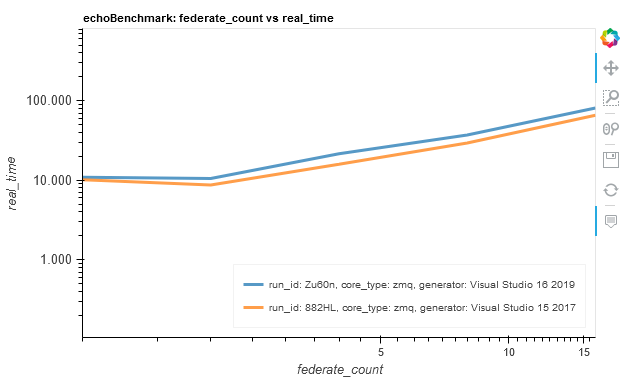 echoBenchmark: federate_count vs real_time
real_time
100.000
10.000
1.000
run_id: Zu60n, core_type: zmq, generator: Visual Studio 16 2019
run_id: 882HL, core_type: zmq, generator: Visual Studio 15 2017
5
10
15
federate_count